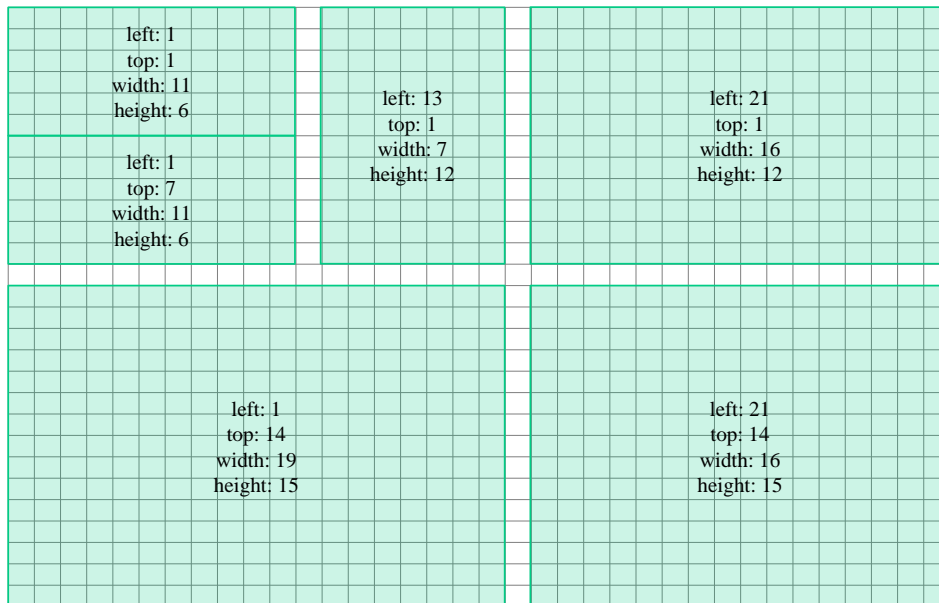 left: 1
top: 1
width: 11
height: 6
left: 1
top: 7
width: 11
height: 6
left: 13
top: 1
width: 7
height: 12
left: 21
top: 1
width: 16
height: 12
left: 1
top: 14
width: 19
height: 15
left: 21
top: 14
width: 16
height: 15